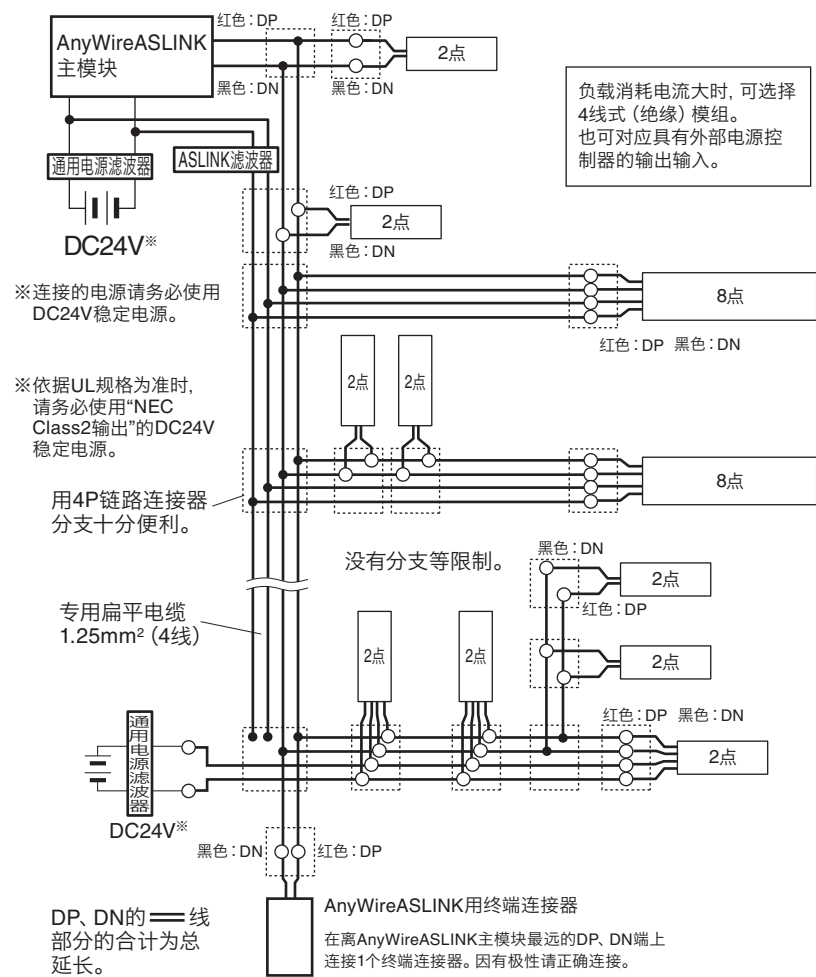 红色：DP
红色：DP
AnyWireASLINK
主模块
2点
黑色：DN
黑色：DN
负载消耗电流大时，可选择
4线式（绝缘）模组。
也可对应具有外部电源控
制器的输出输入。
通用电源滤波器
ASLINK滤波器
红色：DP
2点
DC24V※
黑色：DN
※连接的电源请务必使用
DC24V稳定电源。
8点
红色：DP 黑色：DN
※依据UL规格为准时，
请务必使用“NEC
Class2输出”的DC24V
稳定电源。
2点
2点
8点
用4P链路连接器
分支十分便利。
没有分支等限制。
黑色：DN
2点
红色：DP
专用扁平电缆
1.25mm²（4线）
2点
2点
2点
红色：DP 黑色：DN
通用电源滤波器
2点
DC24V※
黑色：DN
红色：DP
DP、DN的 线
部分的合计为总
延长。
AnyWireASLINK用终端连接器
在离AnyWireASLINK主模块最远的DP、DN端上
连接1个终端连接器。因有极性请正确连接。